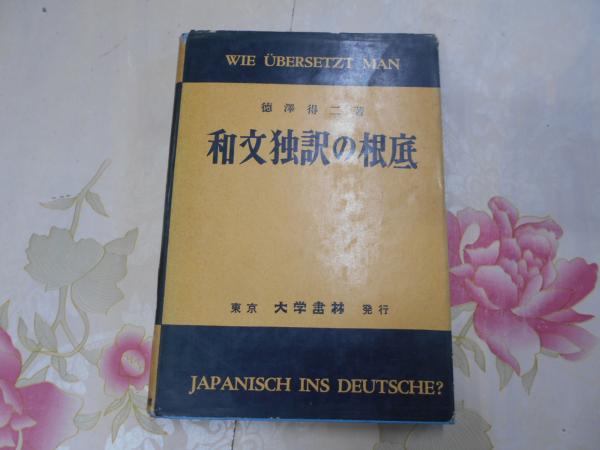 WIE ÜBERSETZT MAN
徳澤得二著
和文独訳の根底
東京 大学書林 発行
JAPANISCH INS DEUTSCHE?